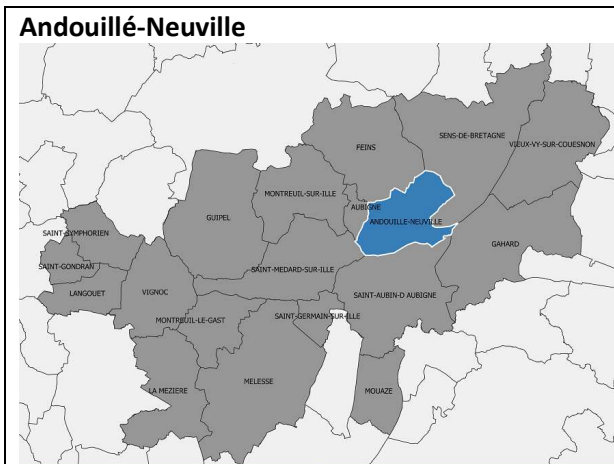 Andouillé-Neuville
SENS-DE-BRETAGNE
VIEUX-VY-SUR-COUESNON
FEINS
MONTREUIL-SUR-ILLE
AUBIGNE
GUIPEL
ANDOUILLE-NEUVILLE
SAINT-SYMPHORIEN
GAHARD
SAINT-GONDRAN
SAINT-MEDARD-SUR-ILLE
LANGOUET
VIGNOC
SAINT-AUBIN-D AUBIGNE
SAINT-GERMAIN-SUR-ILLE
MONTREUIL-LE-GAST
LA MEZIERE
MELESSE
MOUAZE